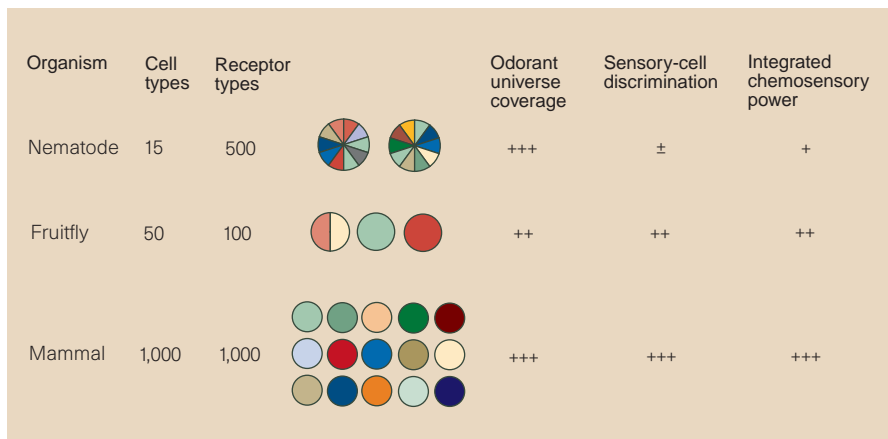 Organism Cell types Receptor types Odorant universe coverage Sensory-cell discrimination Integrated chemosensory power
Nematode 15 500 +++ ± +
Fruitfly 50 100 ++ ++ ++
Mammal 1,000 1,000 +++ +++ +++